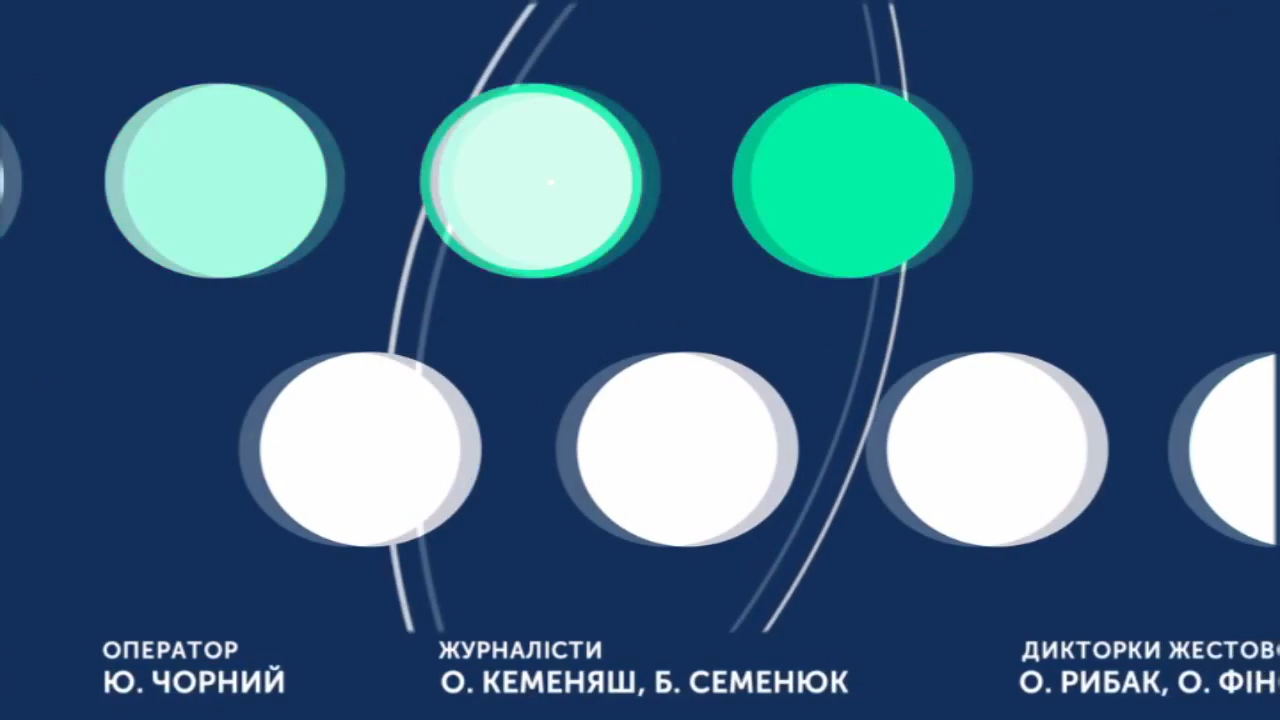 ОПЕРАТОР
Ю. ЧОРНИЙ
ЖУРНАЛІСТИ
О. КЕМЕНЯШ, Б. СЕМЕНЮК
ДИКТОРКИ
О. РИБАК, О.